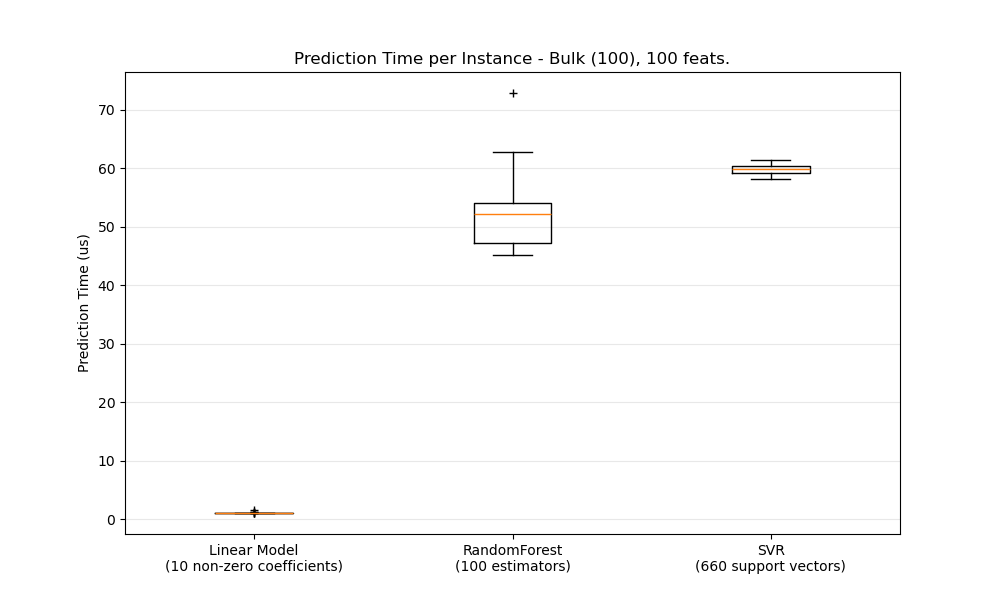 Prediction Time per Instance - Bulk (100), 100 feats.
Prediction Time (us)
70
60
50
40
30
20
10
0
Linear Model
(10 non-zero coefficients)
RandomForest
(100 estimators)
SVR
(660 support vectors)